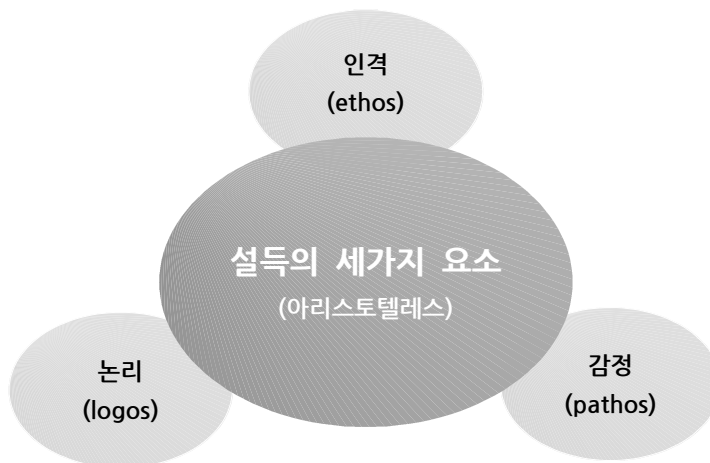 인격
(ethos)
설득의 세가지 요소
(아리스토텔레스)
논리
(logos)
감정
(pathos)